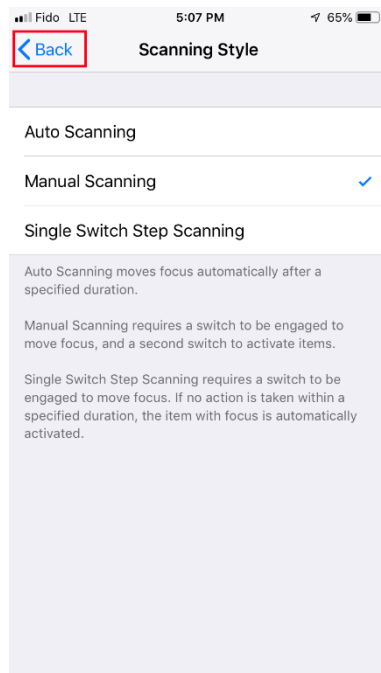 Fido LTE 5:07 PM 65%
Back Scanning Style
Auto Scanning
Manual Scanning
Single Switch Step Scanning
Auto Scanning moves focus automatically after a
specified duration.
Manual Scanning requires a switch to be engaged to
move focus, and a second switch to activate items.
Single Switch Step Scanning requires a switch to be
engaged to move focus. If no action is taken within a
specified duration, the item with focus is automatically
activated.